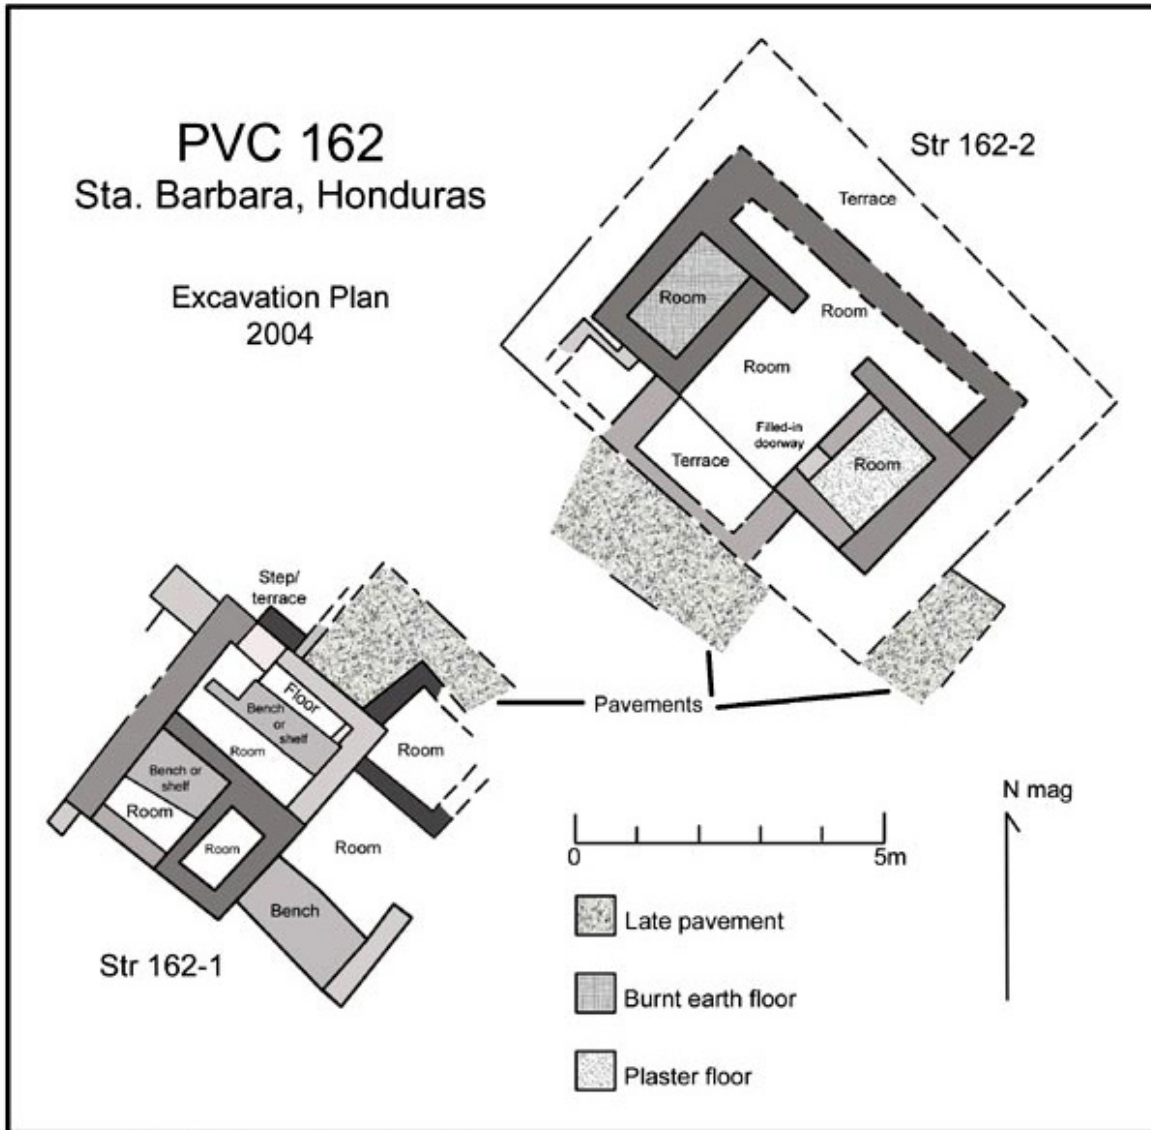 PVC 162
Sta. Barbara, Honduras
Excavation Plan
2004
Str 162-2
Terrace
Room
Room
Room
Filled-in
doorway
Terrace
Room
Step/
terrace
Floor
Bench
or
shelf
Room
Bench or
shelf
Room
Room
Room
Room
Bench
Str 162-1
Pavements
N mag
0
5m
Late pavement
Burnt earth floor
Plaster floor